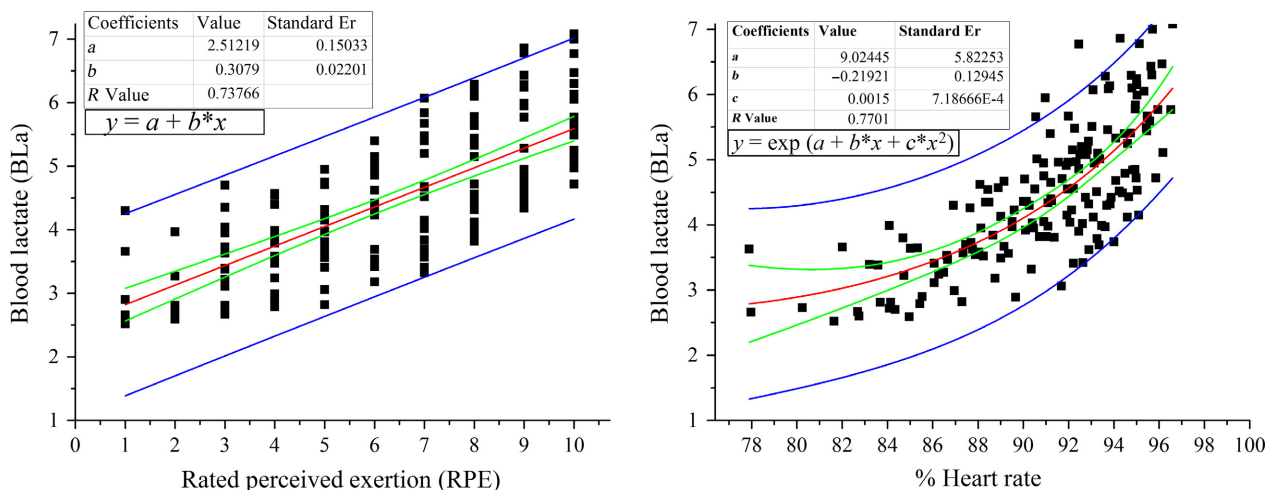 Coefficients Value Standard Er
a 2.51219 0.15033
b 0.3079 0.02201
R Value 0.73766
y = a + b*x
Blood lactate (BLa)
7
6
5
4
3
2
1
0 1 2 3 4 5 6 7 8 9 10
Rated perceived exertion (RPE)
Coefficients Value Standard Err
a 9.02445 5.82253
b −0.21921 0.12945
c 0.0015 7.18666E-4
R Value 0.7701
y = exp (a + b*x + c*x²)
Blood lactate (BLa)
7
6
5
4
3
2
1
78 80 82 84 86 88 90 92 94 96 98 100
% Heart rate